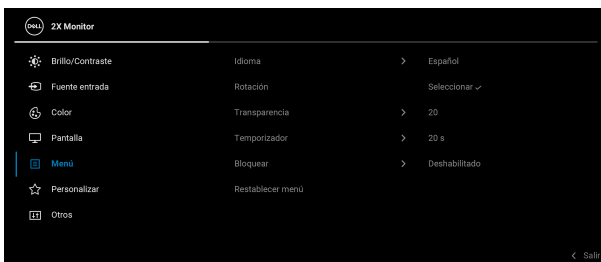 DELL 2X Monitor
Brillo/Contraste Idioma > Español
Fuente entrada Rotación Seleccionar ✓
Color Transparencia > 20
Pantalla Temporizador > 20 s
Menú Bloquear > Deshabilitado
Personalizar Restablecer menú
Otros
< Salir